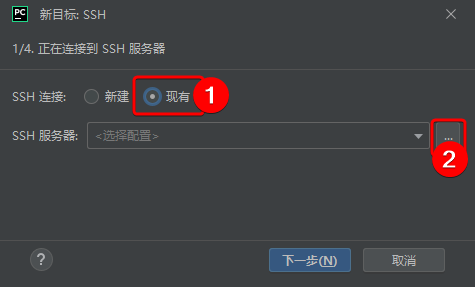 PC 新目标: SSH
1/4. 正在连接到 SSH 服务器
SSH 连接: 新建 现有 1
SSH 服务器: <选择配置> ... 2
? 下一步(N) 取消